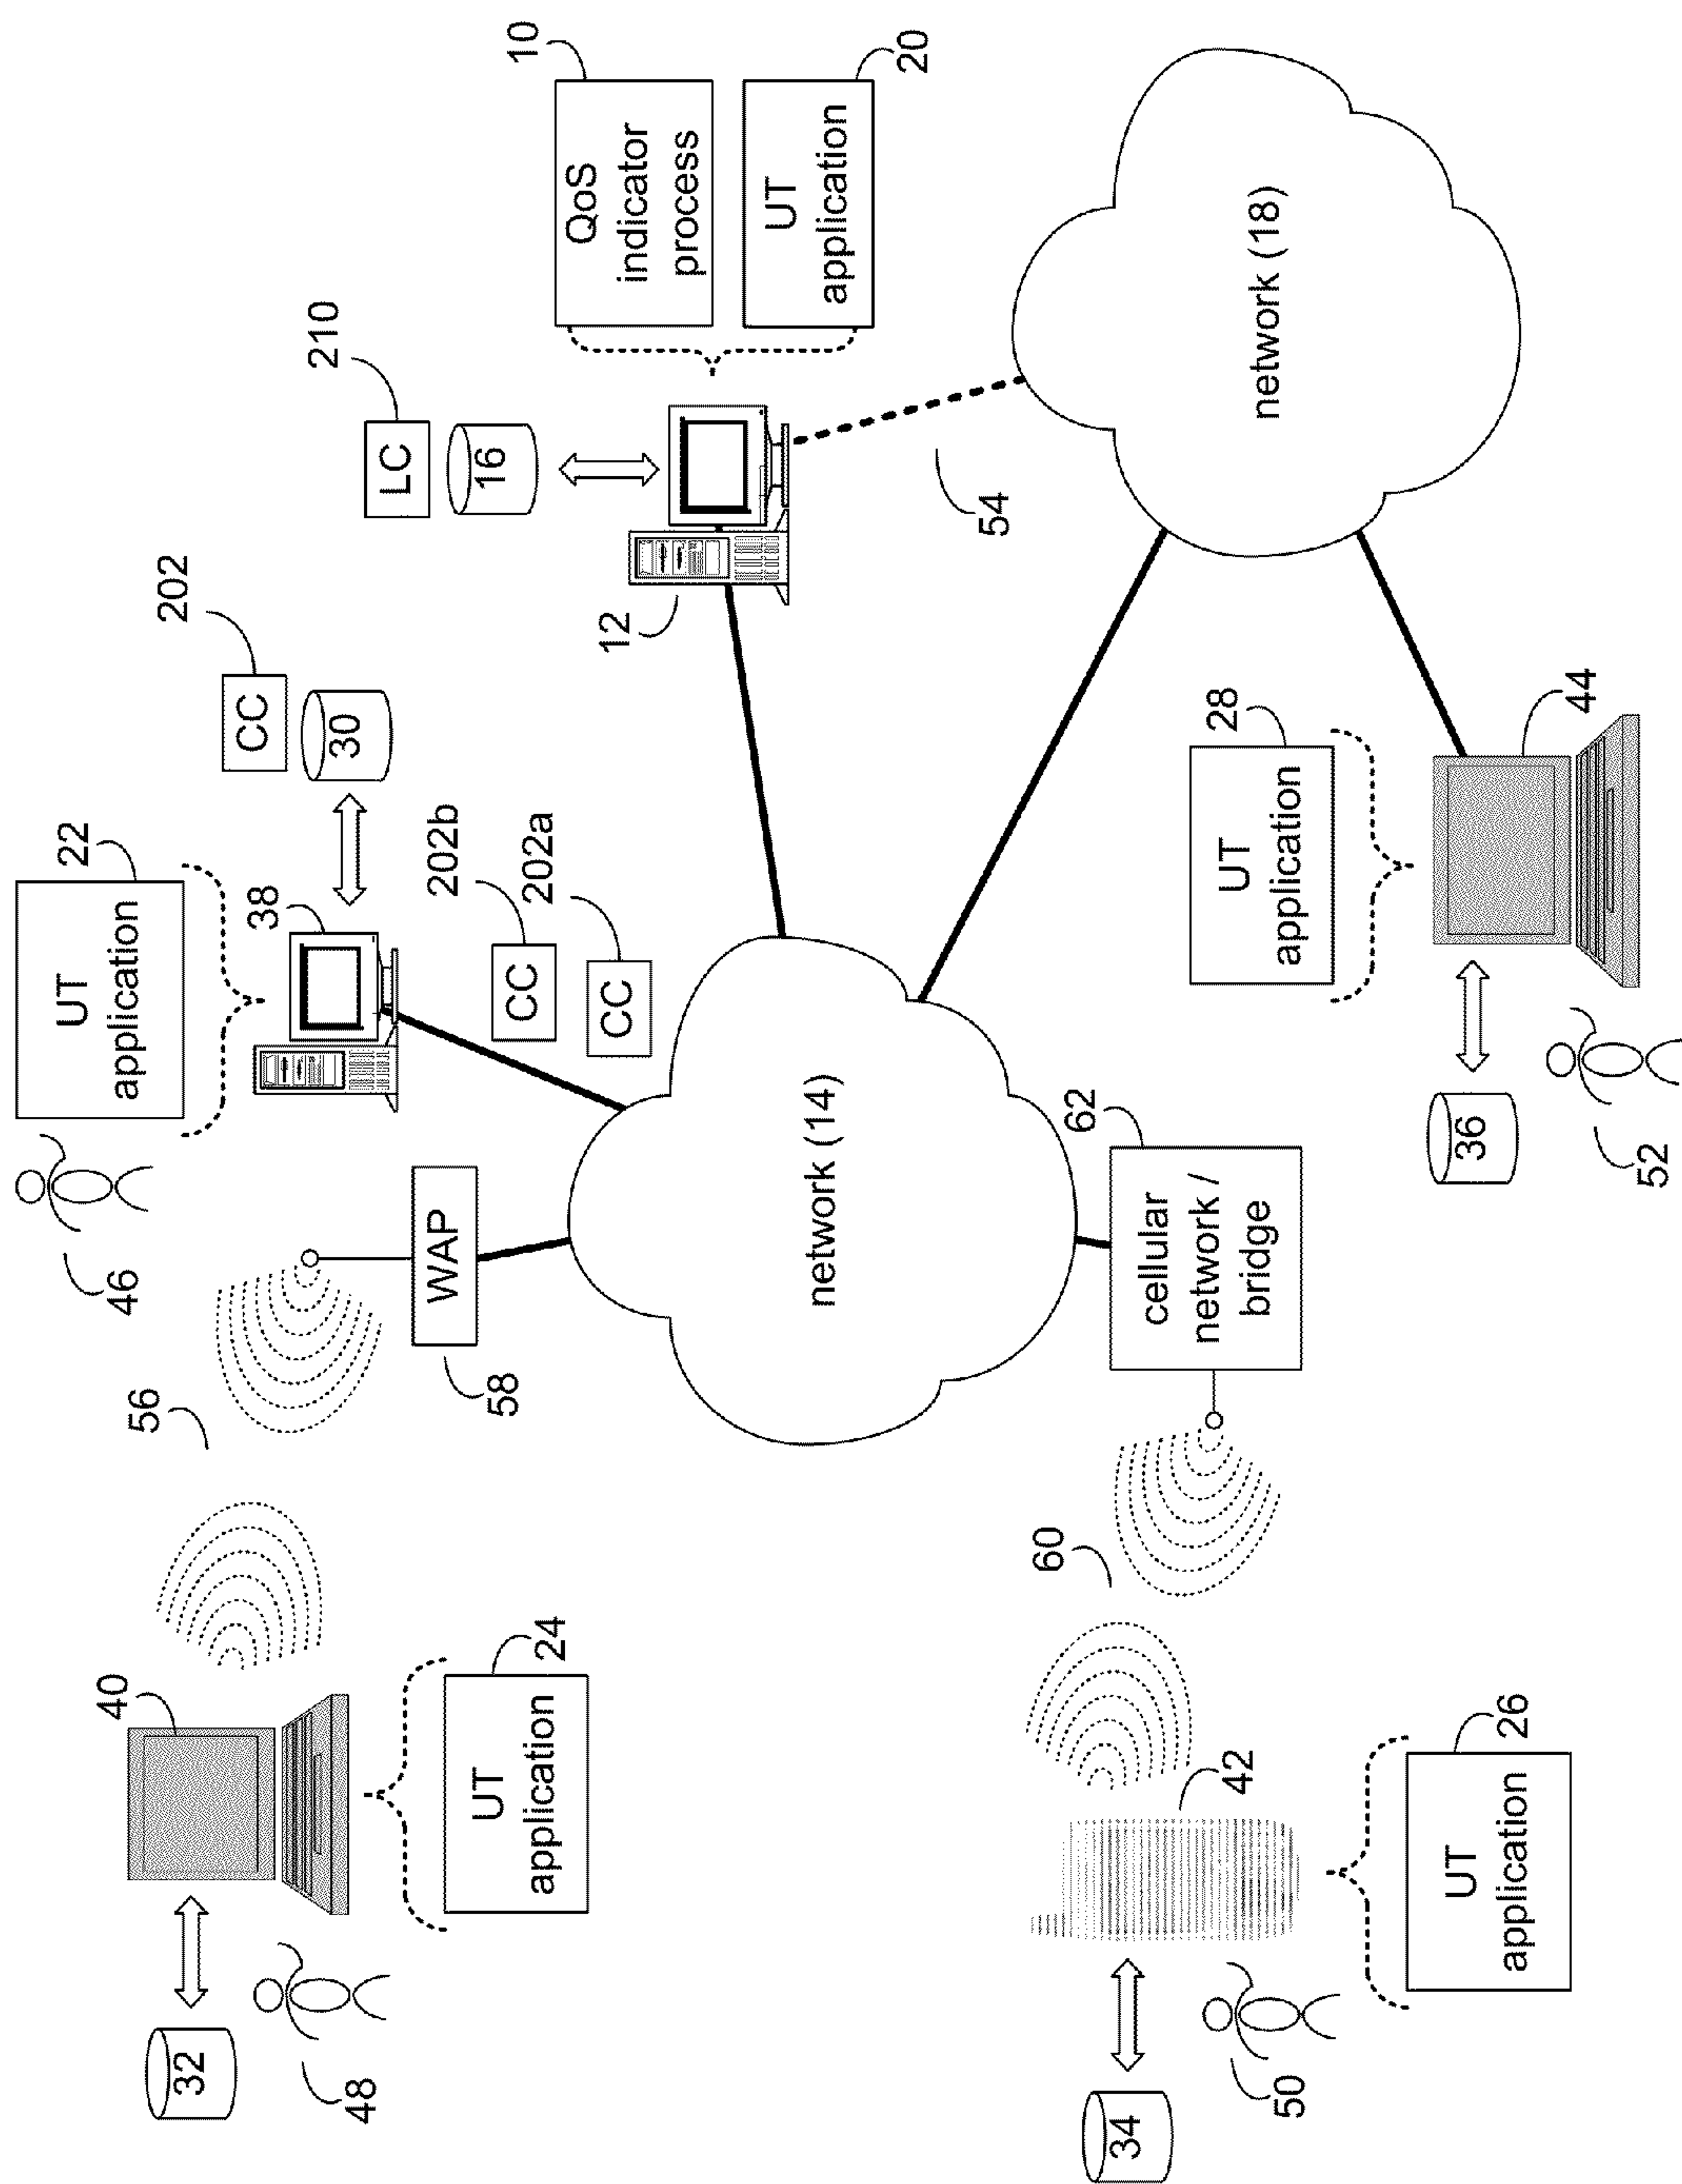 UT
application
22
46
40
56
32
202
CC
38
30
210
48
LC
202b
WAP
16
58
CC
202a
UT
application
24
10
QoS
indicator
process
CC
12
UT
application
20
network (14)
54
60
62
34
cellular
network /
bridge
42
50
28
UT
application
network (18)
UT
application
26
36
44
52